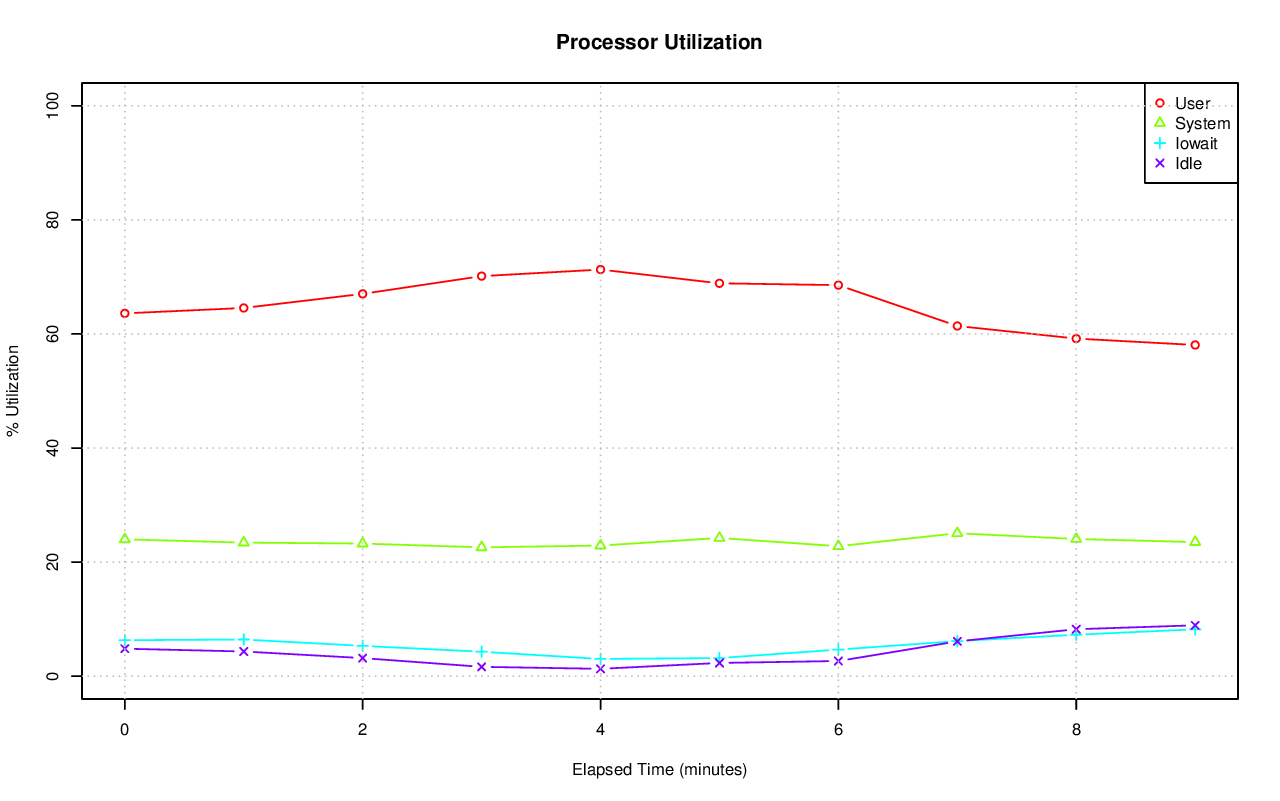 Processor Utilization
User
System
Iowait
Idle
% Utilization
100
80
60
40
20
0
0 2 4 6 8
Elapsed Time (minutes)